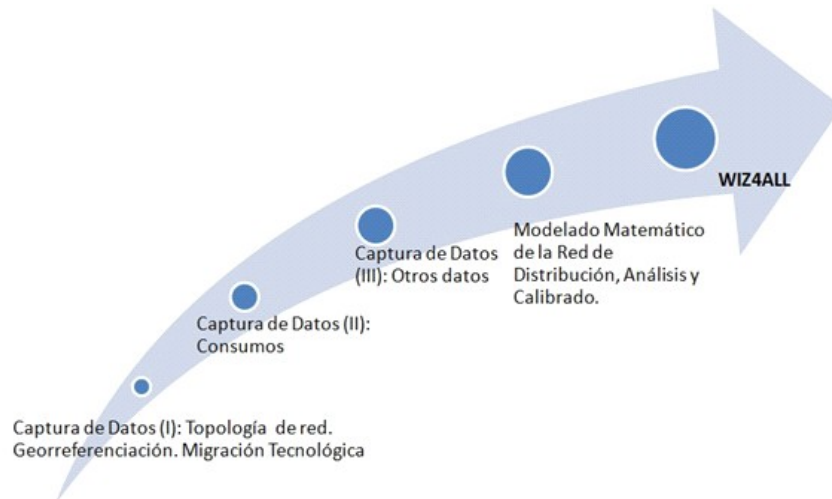 WIZ4ALL
Modelado Matemático
de la Red de
Distribución, Análisis y
Calibrado.
Captura de Datos
(III): Otros datos
Captura de Datos (II):
Consumos
Captura de Datos (I): Topología de red.
Georreferenciación. Migración Tecnológica